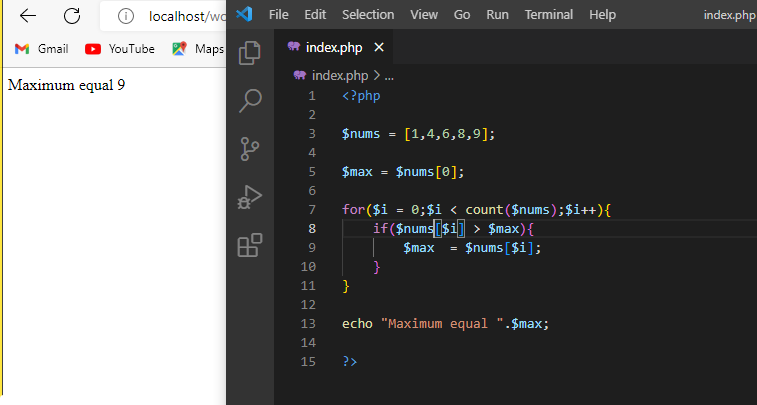 localhost/wo
Gmail YouTube Maps
Maximum equal 9
File Edit Selection View Go Run Terminal Help index.php
index.php ×
index.php > ...
1 <?php
2
3 $nums = [1,4,6,8,9];
4
5 $max = $nums[0];
6
7 for($i = 0;$i < count($nums);$i++){
8 if($nums[$i] > $max){
9 $max  = $nums[$i];
10 }
11 }
12
13 echo "Maximum equal ".$max;
14
15 ?>